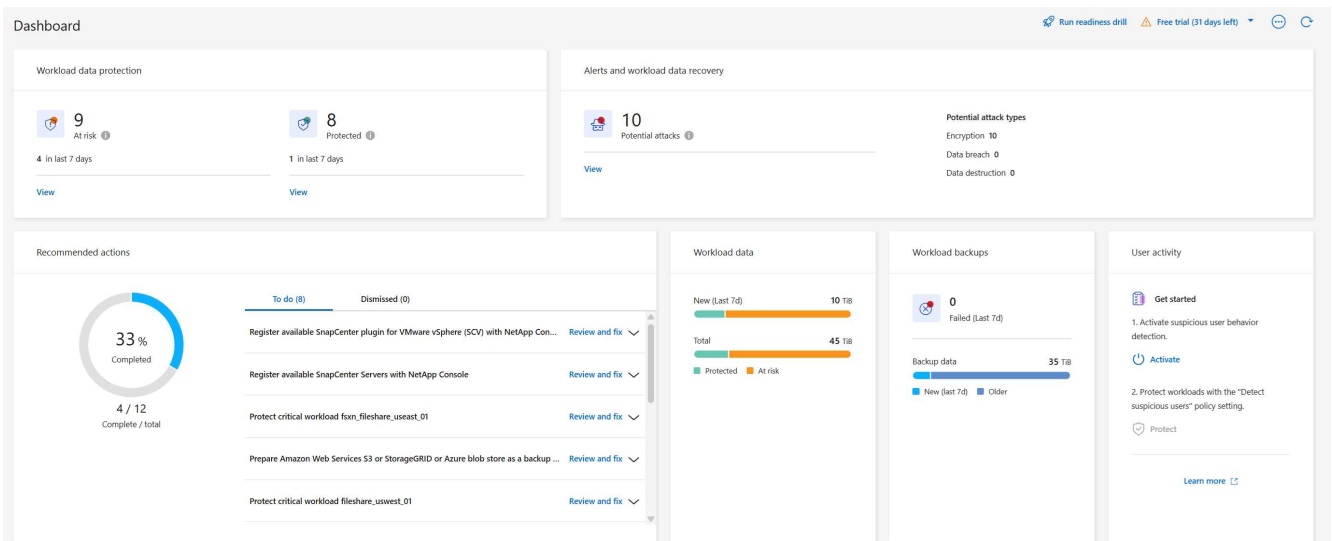 Dashboard
Run readiness drill
Free trial (31 days left)
Workload data protection
9
At risk
4 in last 7 days
View
8
Protected
1 in last 7 days
View
Alerts and workload data recovery
10
Potential attacks
View
Potential attack types
Encryption 10
Data breach 0
Data destruction 0
Recommended actions
33 %
Completed
4 / 12
Complete / total
To do (8) Dismissed (0)
Register available SnapCenter plugin for VMware vSphere (SCV) with NetApp Con... Review and fix
Register available SnapCenter Servers with NetApp Console Review and fix
Protect critical workload fsxn_fileshare_useast_01 Review and fix
Prepare Amazon Web Services S3 or StorageGRID or Azure blob store as a backup ... Review and fix
Protect critical workload fileshare_uswest_01 Review and fix
Workload data
New (Last 7d) 10 TiB
Total 45 TiB
Protected At risk
Workload backups
0
Failed (Last 7d)
Backup data 35 TiB
New (last 7d) Older
User activity
Get started
1. Activate suspicious user behavior
detection.
Activate
2. Protect workloads with the "Detect
suspicious users" policy setting.
Protect
Learn more